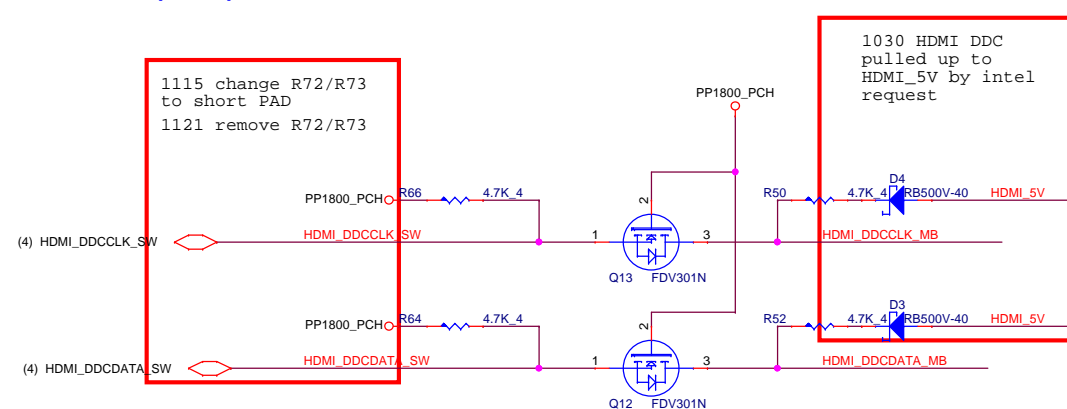 1030 HDMI DDC
pulled up to
HDMI_5V by intel
request
1115 change R72/R73
to short PAD
1121 remove R72/R73
PP1800_PCH
PP1800_PCH R66 4.7K_4 2 R50 4.7K_4 D4 RB500V-40 HDMI_5V
(4) HDMI_DDCCLK_SW HDMI_DDCCLK_SW 1 3 HDMI_DDCCLK_MB
Q13 FDV301N
PP1800_PCH R64 4.7K_4 2 R52 4.7K_4 D3 RB500V-40 HDMI_5V
(4) HDMI_DDCDATA_SW HDMI_DDCDATA_SW 1 3 HDMI_DDCDATA_MB
Q12 FDV301N